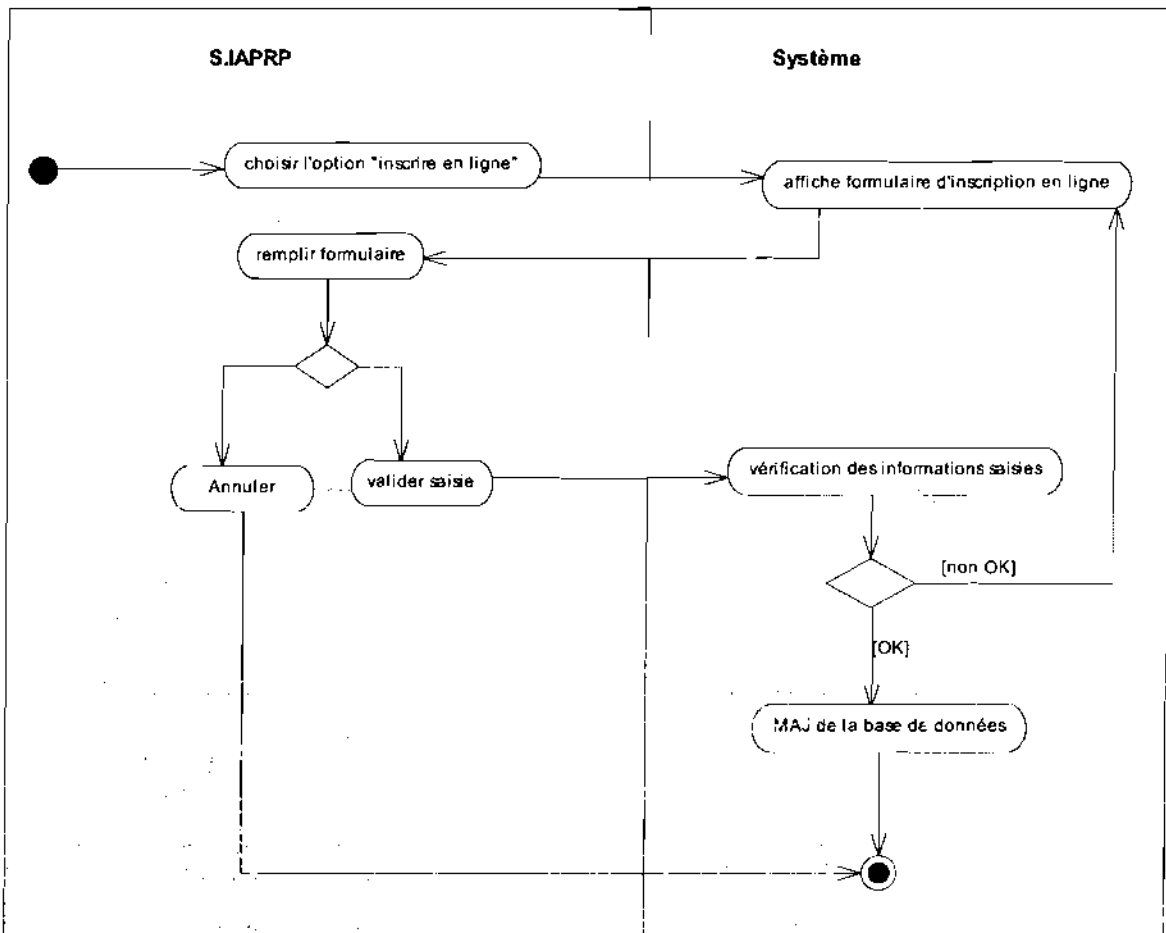 S.IAPRP
Système
choisir l'option "inscrire en ligne"
affiche formulaire d'inscription en ligne
remplir formulaire
Annuler
valider saisie
vérification des informations saisies
[non OK]
[OK]
MAJ de la base de données